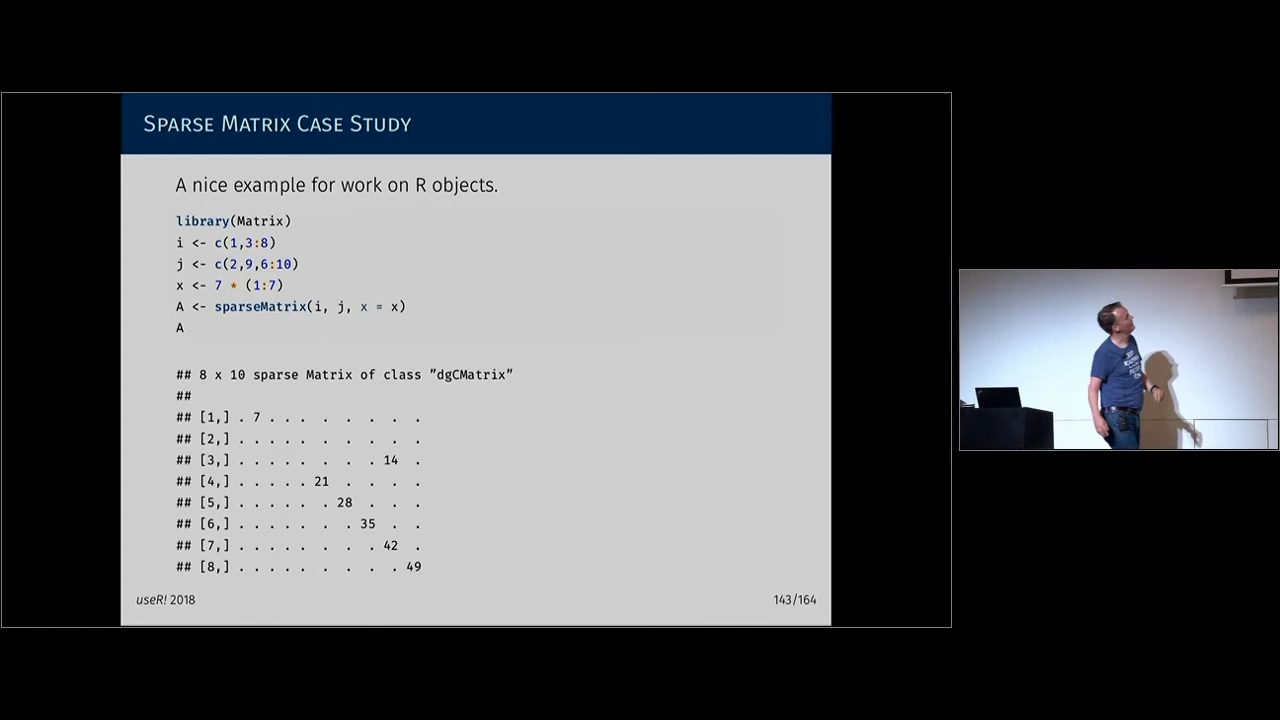 SPARSE MATRIX CASE STUDY
A nice example for work on R objects.
library(Matrix)
i <- c(1,3:8)
j <- c(2,9,6:10)
x <- 7 * (1:7)
A <- sparseMatrix(i, j, x = x)
A
## 8 x 10 sparse Matrix of class "dgCMatrix"
##
## [1,] . 7 . . . . . . . .
## [2,] . . . . . . . . . .
## [3,] . . . . . . . . 14 .
## [4,] . . . . . 21 . . . .
## [5,] . . . . . . 28 . . .
## [6,] . . . . . . . 35 . .
## [7,] . . . . . . . . 42 .
## [8,] . . . . . . . . . 49
useR! 2018
143/164